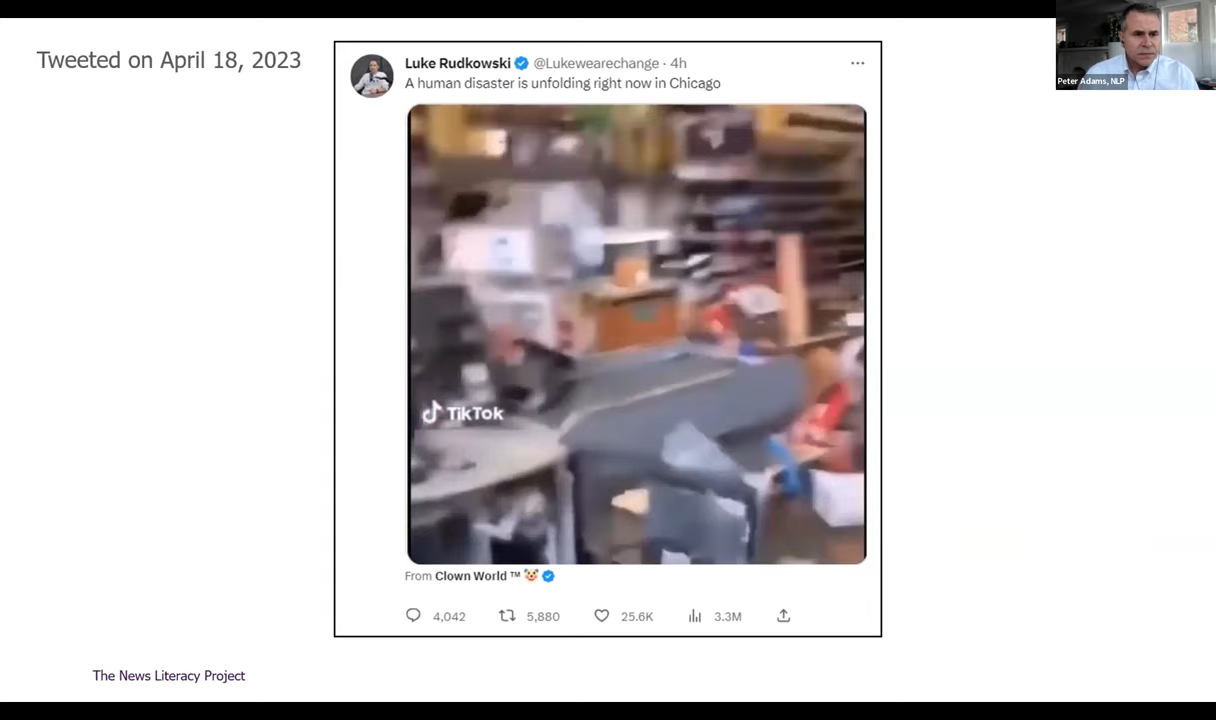 Tweeted on April 18, 2023
Luke Rudkowski @Lukewearechange · 4h
A human disaster is unfolding right now in Chicago
TikTok
From Clown World ™ 🤡
4,042 5,880 25.6K 3.3M
The News Literacy Project
Peter Adams, NLP